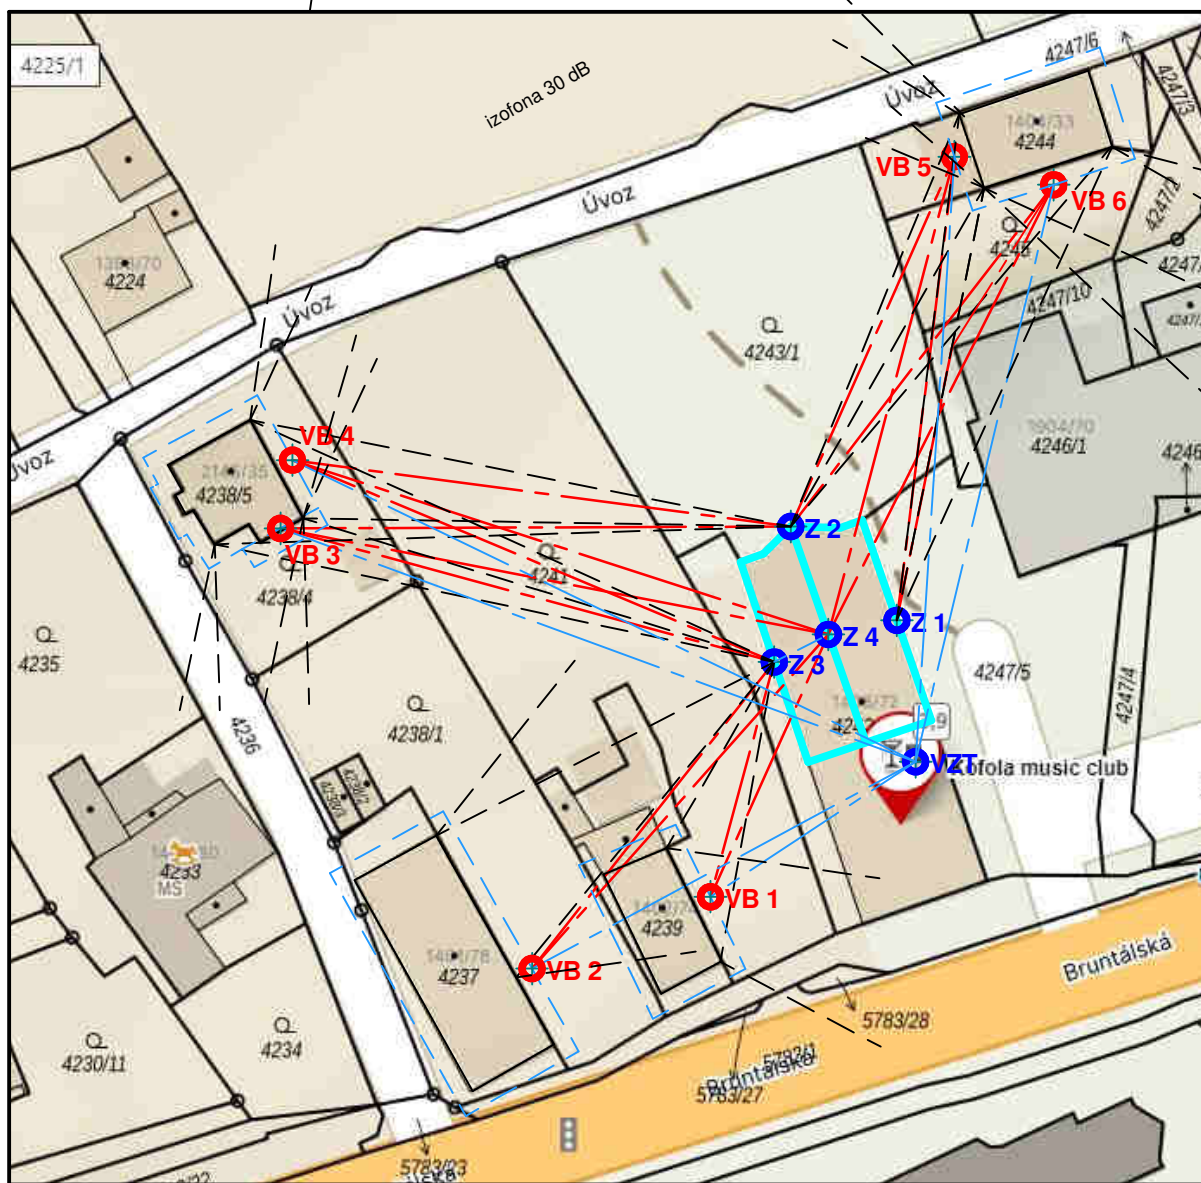 4225/1
izofona 30 dB
4247/6
4247/3
Úvoz
4244
VB 5
VB 6
4247/1
Úvoz
4245
4224
4247/10
Úvoz
4243/1
4246/1
VB 4
4238/5
Z 2
VB 3
4241
4238/4
Z 1
Z 4
4235
Z 3
4247/5
4247/4
4236
4238/1
VZT
Kofola music club
4233
MŠ
VB 1
4239
VB 2
4237
Bruntálská
5783/28
4234
4230/11
Bruntálská
5783/27
5783/23